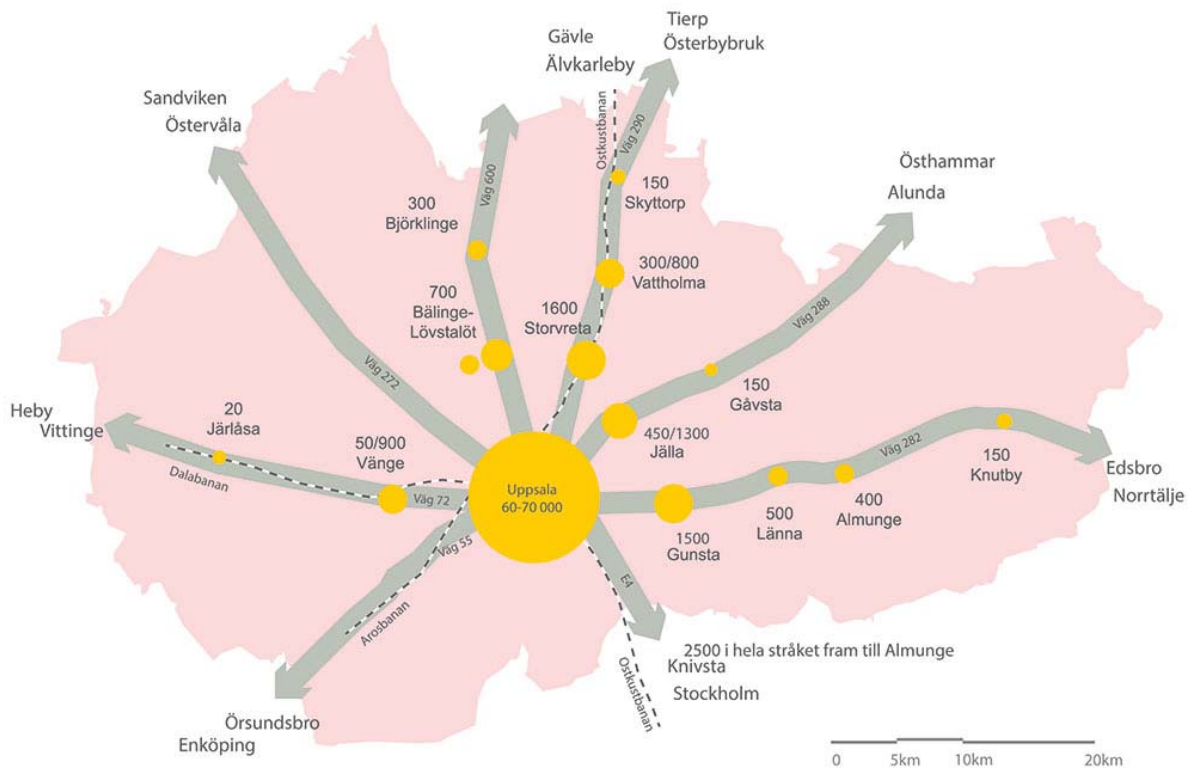 Tierp
Österbybruk
Gävle
Älvkarleby
Sandviken
Östervåla
Ostkustbanan
Väg 290
Väg 600
Östhammar
Alunda
150
Skyttorp
300
Björklinge
300/800
Vattholma
700
Bälinge-
Lövstalöt
1600
Storvreta
Väg 288
Väg 272
150
Gåvsta
Heby
Vittinge
20
Järlåsa
50/900
Vänge
450/1300
Jälla
Väg 282
150
Knutby
Edsbro
Norrtälje
Dalabanan
Väg 72
Uppsala
60-70 000
500
Länna
400
Almunge
1500
Gunsta
Väg 55
E4
Arosbanan
2500 i hela stråket fram till Almunge
Knivsta
Stockholm
Ostkustbanan
Örsundsbro
Enköping
0 5km 10km 20km